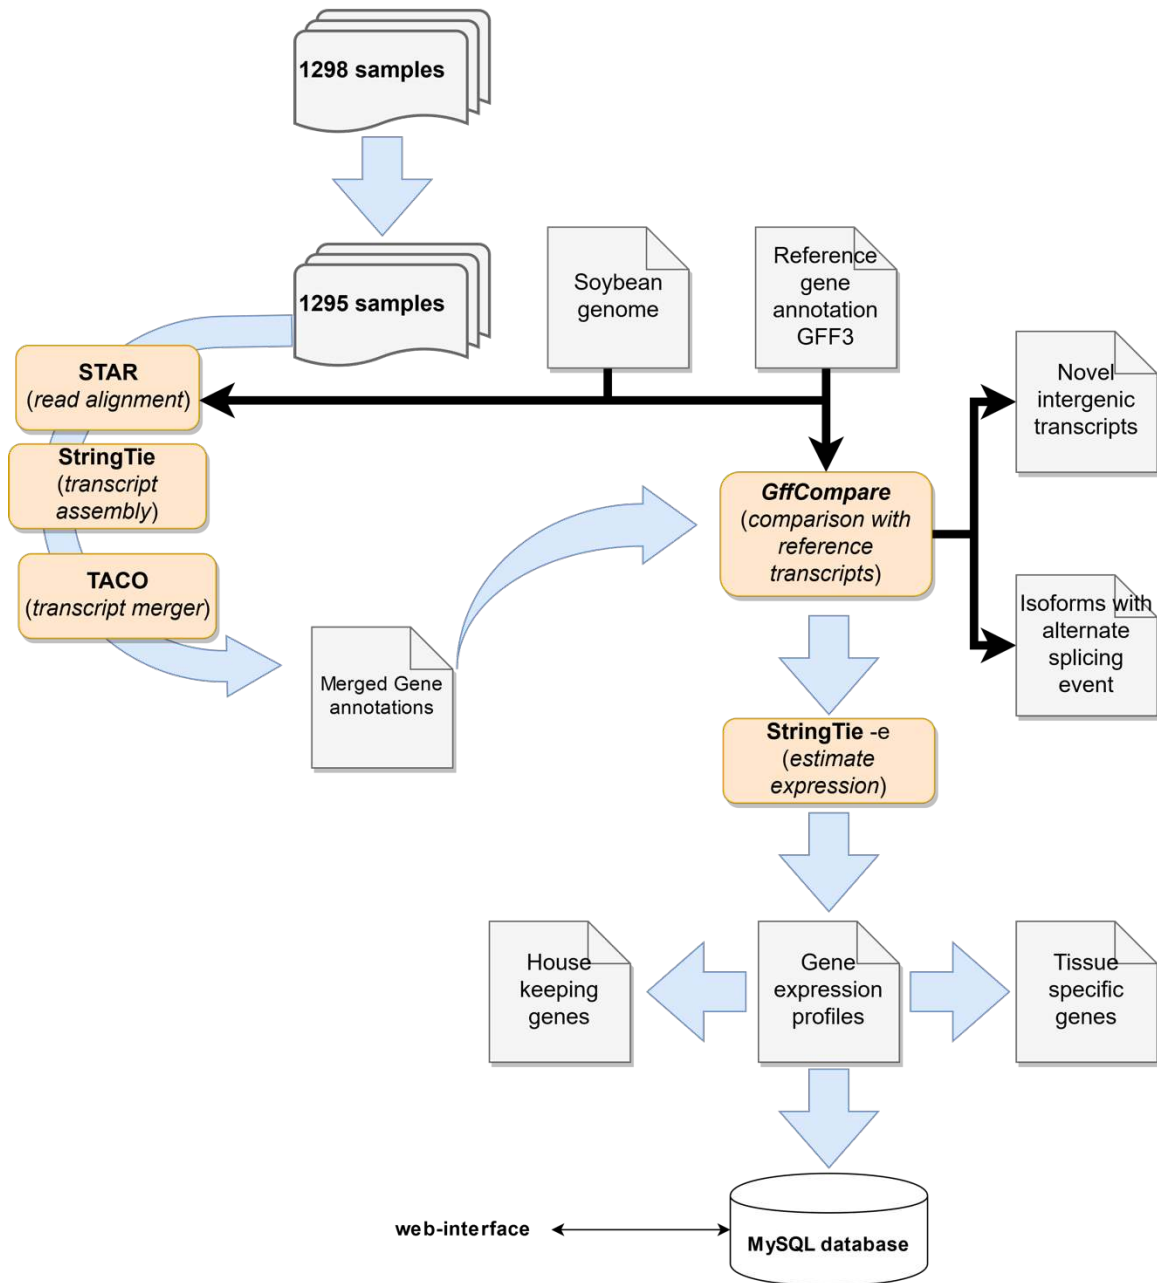 1298 samples
1295 samples
Soybean
genome
Reference
gene
annotation
GFF3
STAR
(read alignment)
StringTie
(transcript
assembly)
TACO
(transcript merger)
Merged Gene
annotations
GffCompare
(comparison with
reference
transcripts)
Novel
intergenic
transcripts
Isoforms with
alternate
splicing
event
StringTie -e
(estimate
expression)
House
keeping
genes
Gene
expression
profiles
Tissue
specific
genes
web-interface
MySQL database